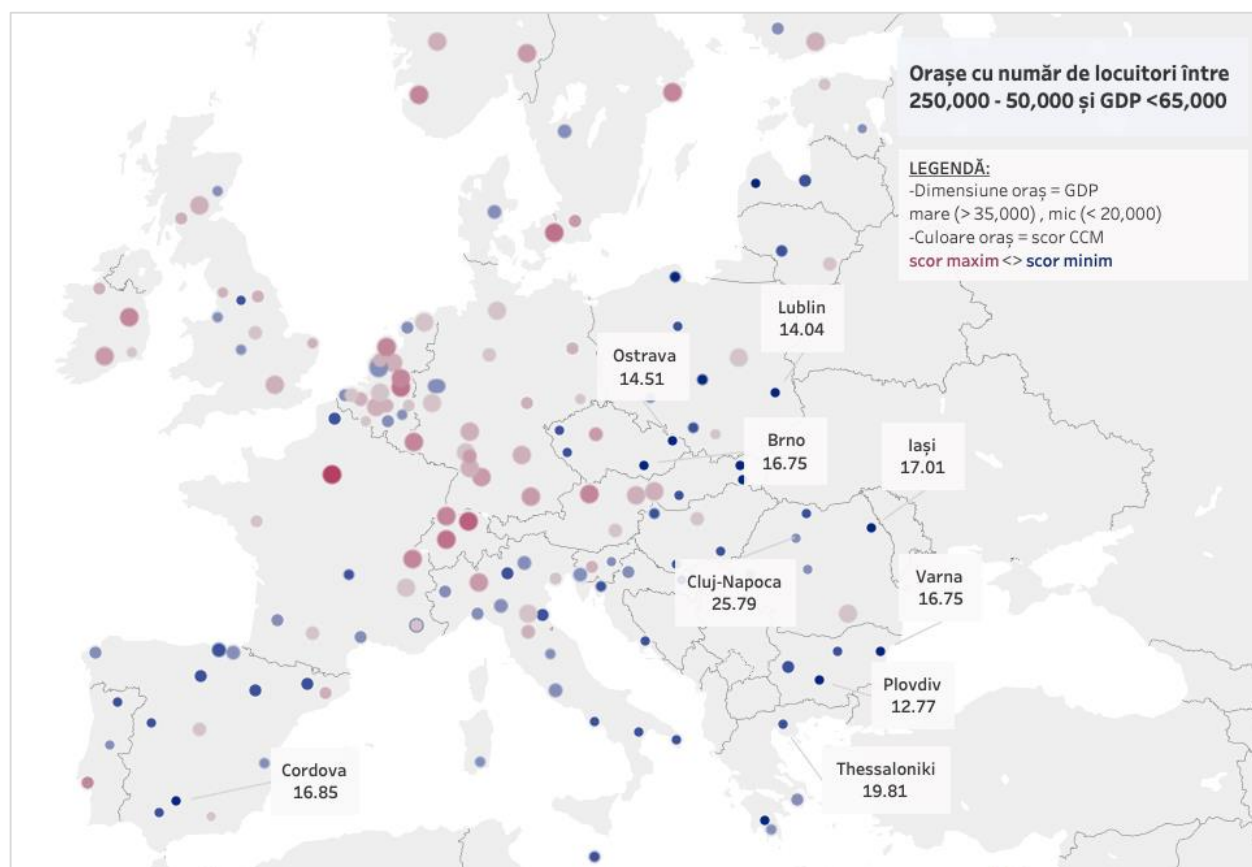 Orașe cu număr de locuitori între
250,000 - 50,000 și GDP <65,000
LEGENDĂ:
-Dimensiune oraș = GDP
mare (> 35,000) , mic (< 20,000)
-Culoare oraș = scor CCM
scor maxim <> scor minim
Lublin
14.04
Ostrava
14.51
Brno
16.75
Iași
17.01
Cluj-Napoca
25.79
Varna
16.75
Plovdiv
12.77
Thessaloniki
19.81
Cordova
16.85